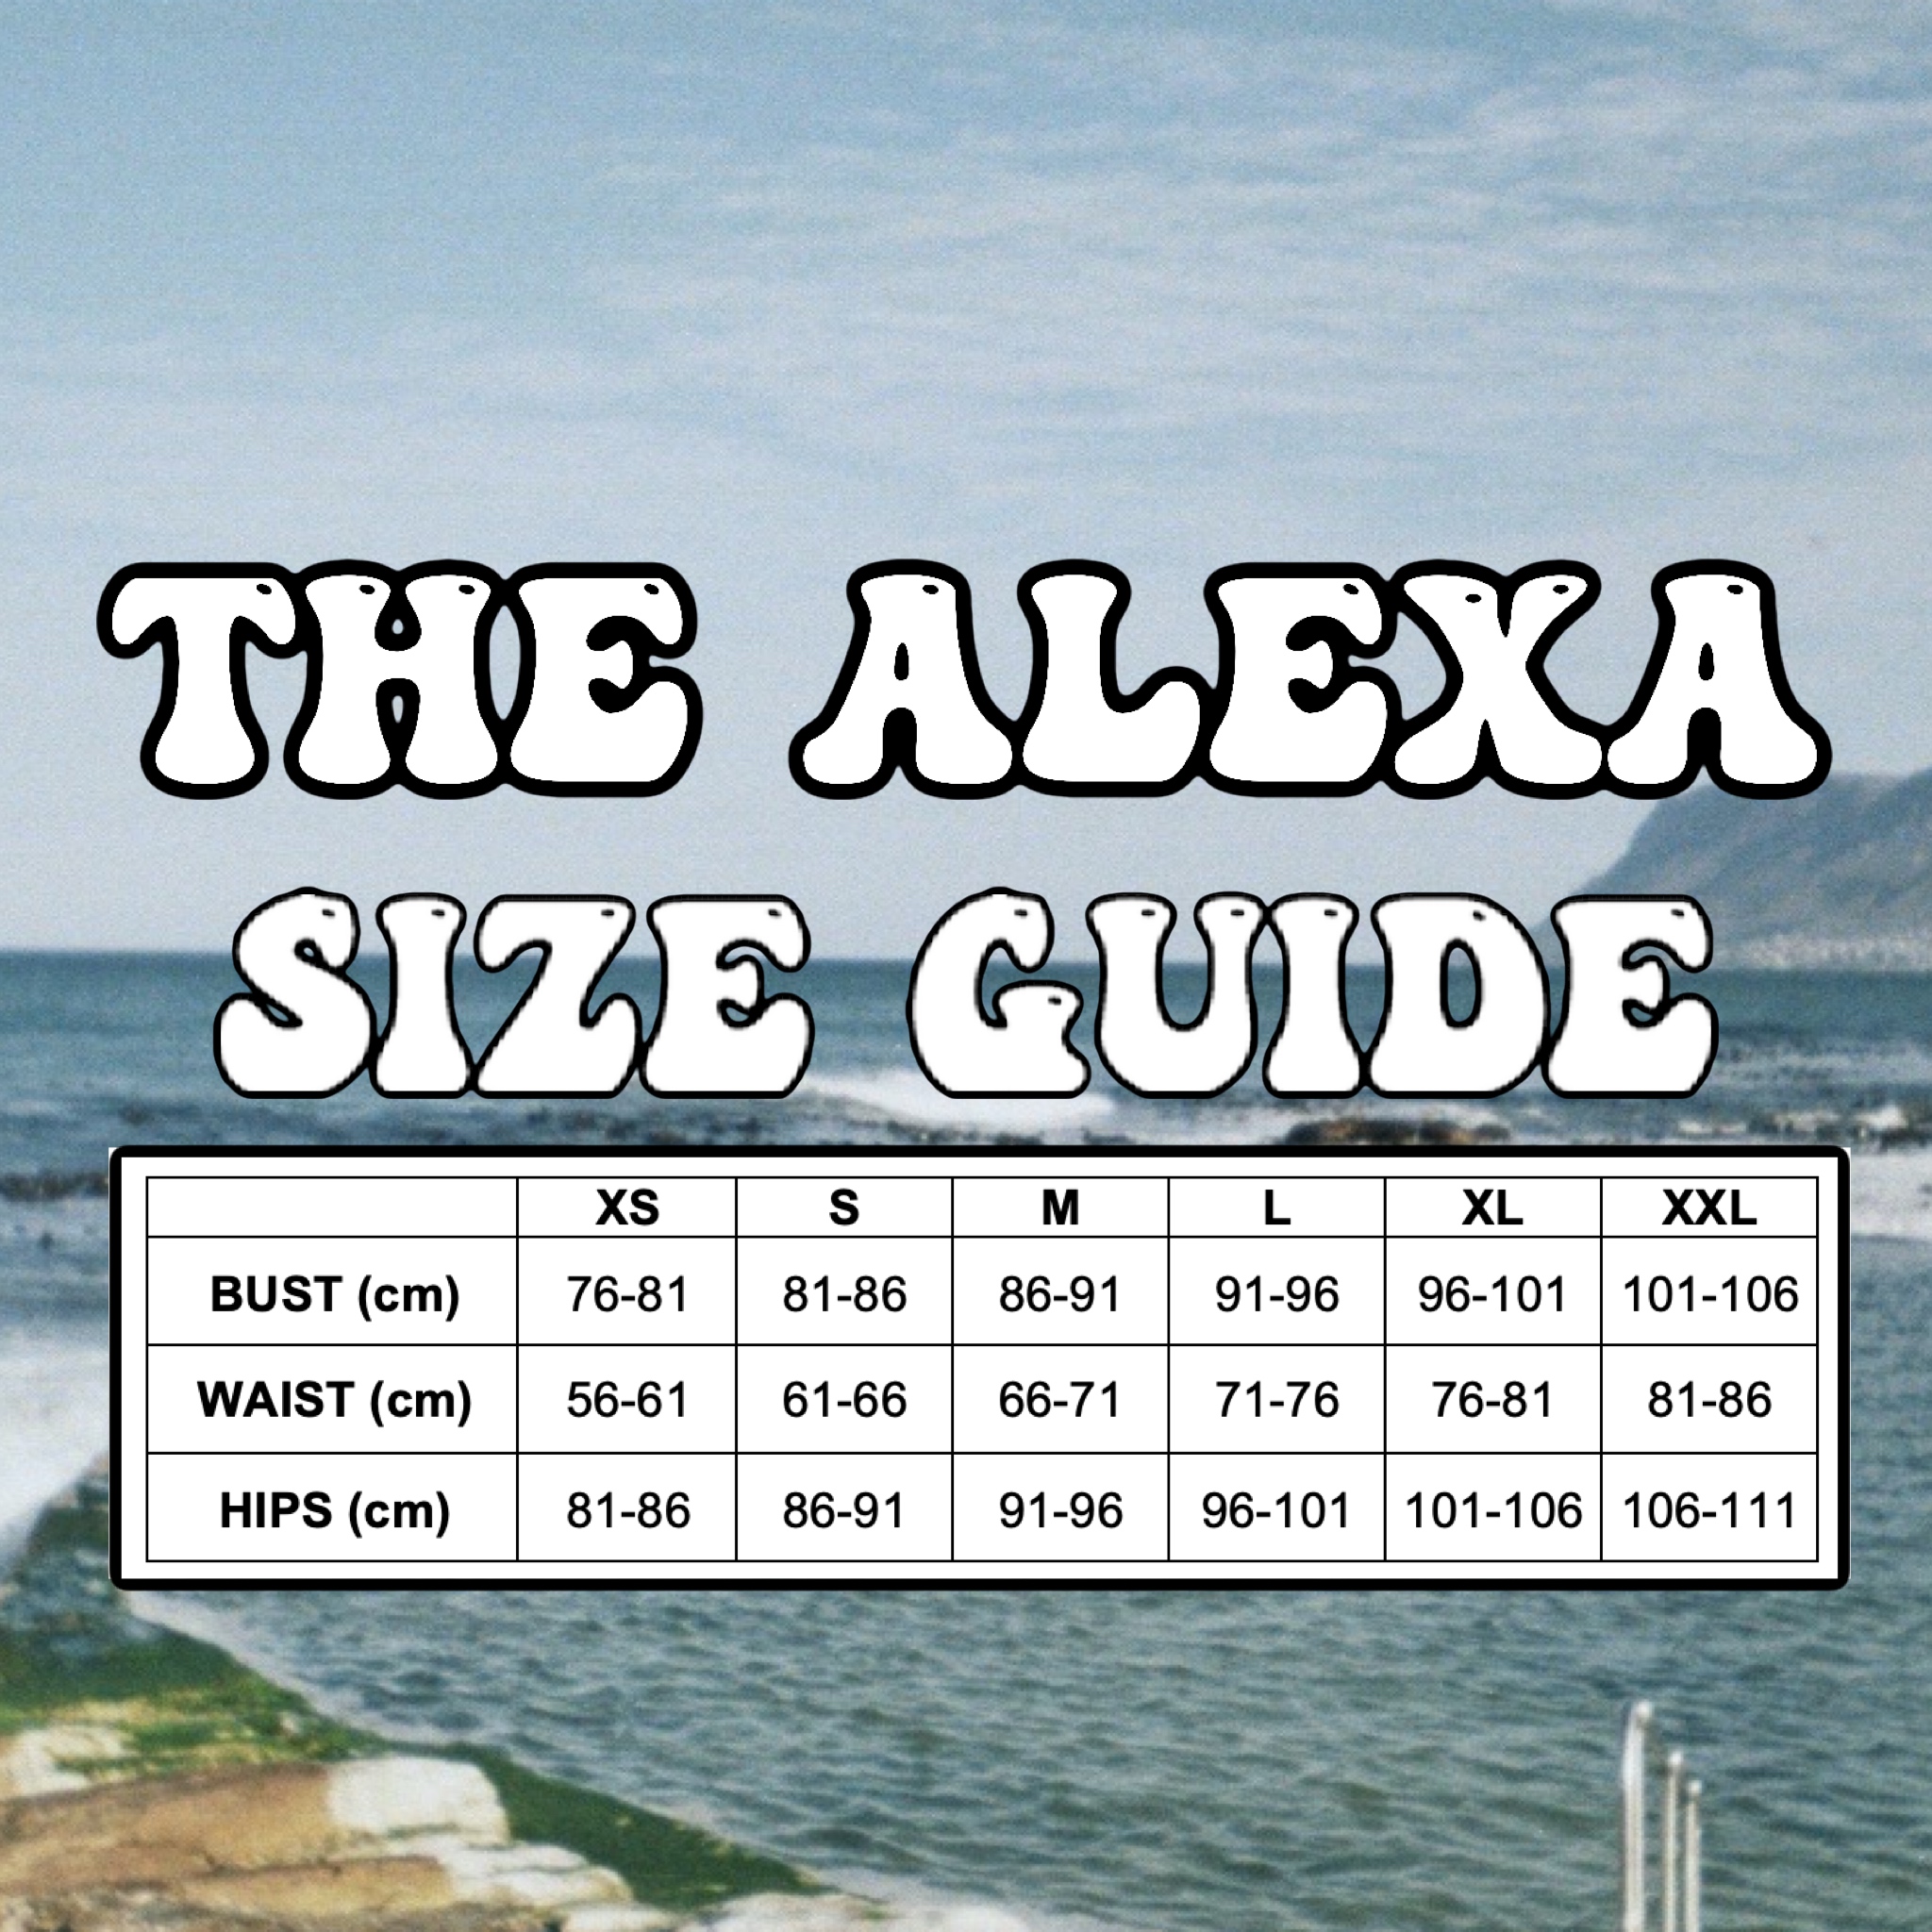 THE ALEXA
SIZE GUIDE
XS S M L XL XXL
BUST (cm) 76-81 81-86 86-91 91-96 96-101 101-106
WAIST (cm) 56-61 61-66 66-71 71-76 76-81 81-86
HIPS (cm) 81-86 86-91 91-96 96-101 101-106 106-111